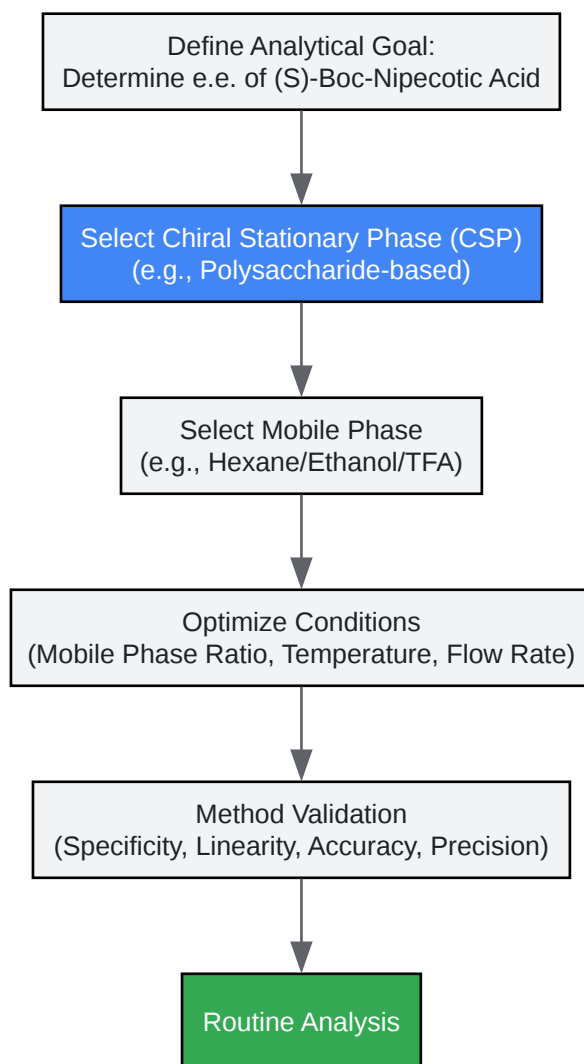 Define Analytical Goal:
Determine e.e. of (S)-Boc-Nipecotic Acid
Select Chiral Stationary Phase (CSP)
(e.g., Polysaccharide-based)
Select Mobile Phase
(e.g., Hexane/Ethanol/TFA)
Optimize Conditions
(Mobile Phase Ratio, Temperature, Flow Rate)
Method Validation
(Specificity, Linearity, Accuracy, Precision)
Routine Analysis